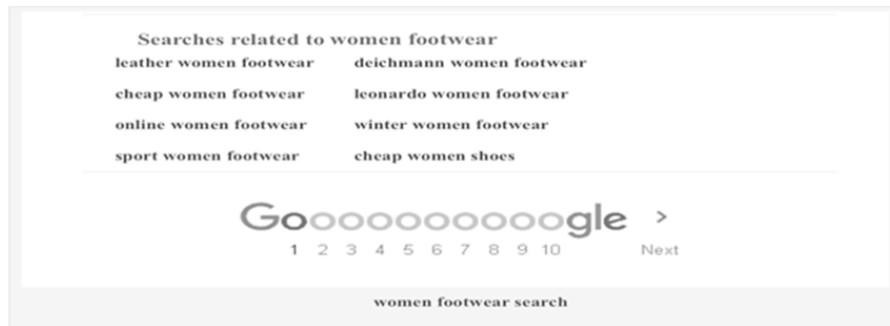 Searches related to women footwear
leather women footwear deichmann women footwear
cheap women footwear leonardo women footwear
online women footwear winter women footwear
sport women footwear cheap women shoes
Goooooooooogle >
1 2 3 4 5 6 7 8 9 10 Next
women footwear search